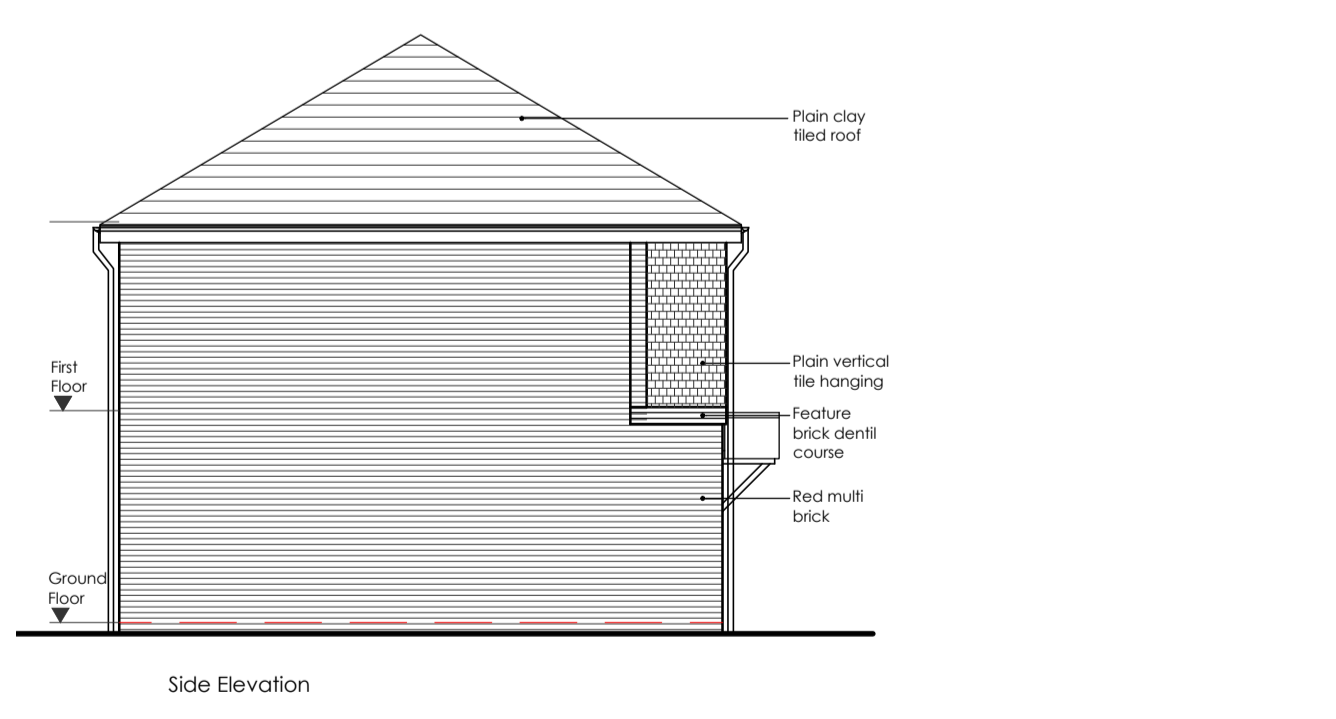 Plain clay
tiled roof
First
Floor
Plain vertical
tile hanging
Feature
brick dentil
course
Red multi
brick
Ground
Floor
Side Elevation